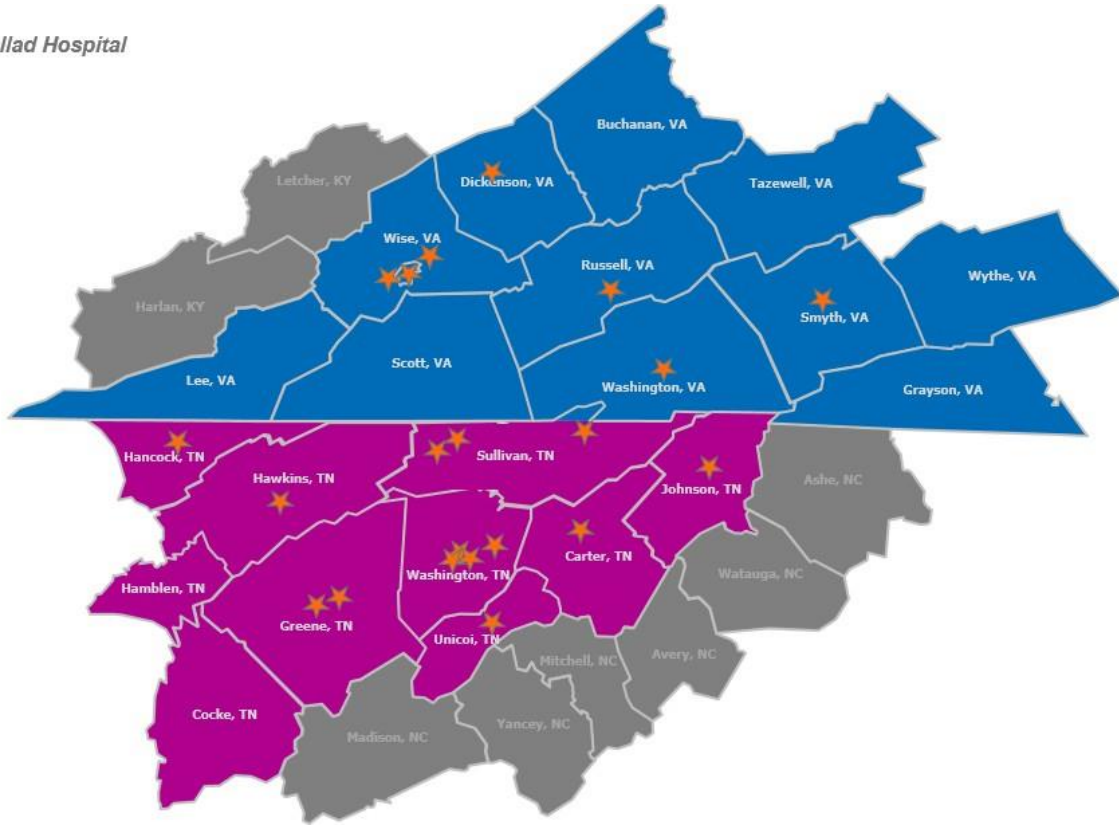 llad Hospital
Buchanan, VA
Letcher, KY
Dickenson, VA
Tazewell, VA
Wise, VA
Russell, VA
Wythe, VA
Harlan, KY
Smyth, VA
Scott, VA
Lee, VA
Washington, VA
Grayson, VA
Hancock, TN
Sullivan, TN
Hawkins, TN
Johnson, TN
Ashe, NC
Carter, TN
Washington, TN
Watauga, NC
Hamblen, TN
Greene, TN
Unicoi, TN
Avery, NC
Mitchell, NC
Cocke, TN
Yancey, NC
Madison, NC